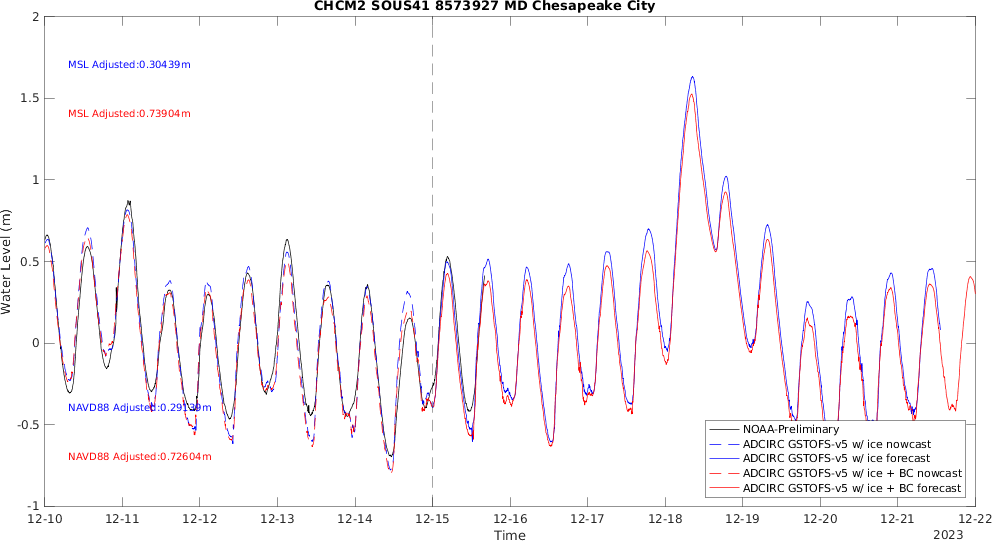 CHCM2 SOUS41 8573927 MD Chesapeake City
2
1.5
1
0.5
0
-0.5
-1
Water Level (m)
MSL Adjusted:0.30439m
MSL Adjusted:0.73904m
NAVD88 Adjusted:0.29139m
NAVD88 Adjusted:0.72604m
NOAA-Preliminary
ADCIRC GSTOFS-v5 w/ ice nowcast
ADCIRC GSTOFS-v5 w/ ice forecast
ADCIRC GSTOFS-v5 w/ ice + BC nowcast
ADCIRC GSTOFS-v5 w/ ice + BC forecast
12-10 12-11 12-12 12-13 12-14 12-15 12-16 12-17 12-18 12-19 12-20 12-21 12-22
Time
2023